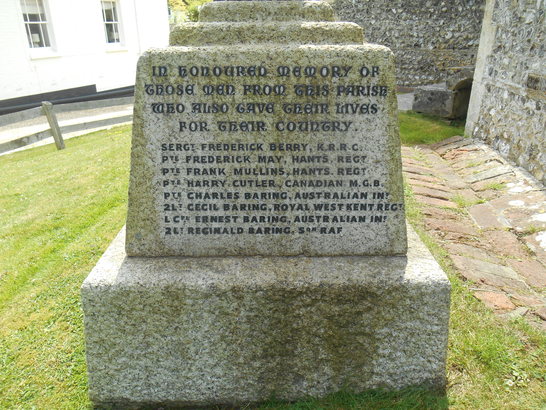 IN HONOURED MEMORY OF
THOSE MEN FROM THIS PARISH
WHO ALSO GAVE THEIR LIVES
FOR THEIR COUNTRY.
SERGT FREDERICK BERRY, K.R.R.C.
PTE FREDERICK MAY, HANTS. REGT
PTE FRANK MULLINS, HANTS. REGT
PTE HARRY CUTLER, CANADIAN M.G.B.
PTE CHARLES BARING, AUSTRALIAN INF
2LT CECIL BARING, ROYAL WEST KENT REGT
L CPL ERNEST BARING, AUSTRALIAN INF
2LT REGINALD BARING, RAF